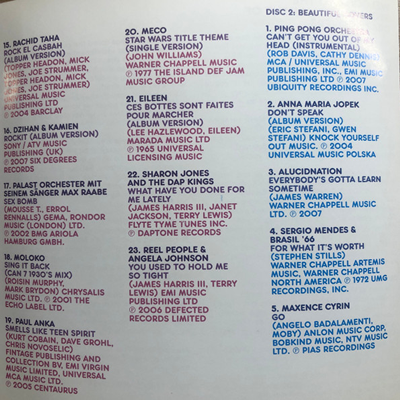 15. RACHID TAHA
ROCK EL CASBAH
(ALBUM VERSION)
(TOPPER HEADON, MICK
JONES, JOE STRUMMER,
TOPPER HEADON, MICK
JONES, JOE STRUMMER)
UNIVERSAL MUSIC
PUBLISHING LTD
℗ 2004 BARCLAY
16. DZIHAN & KAMIEN
ROCKIT (ALBUM VERSION)
SONY / ATV MUSIC
PUBLISHING (UK)
℗ 2007 SIX DEGREES
RECORDS
17. PALAST ORCHESTER MIT
SEINEM SÄNGER MAX RAABE
SEX BOMB
(MOUSSE T., ERROL
RENNALLS) GEMA, RONDOR
MUSIC (LONDON) LTD.
℗ 2002 BMG ARIOLA
HAMBURG GMBH.
18. MOLOKO
SING IT BACK
(CAN 7 1930'S MIX)
(ROISIN MURPHY,
MARK BRYDON) CHRYSALIS
MUSIC LTD. ℗ 2001 THE
ECHO LABEL LTD.
19. PAUL ANKA
SMELLS LIKE TEEN SPIRIT
(KURT COBAIN, DAVE GROHL,
CHRIS NOVOSELIC)
FINTAGE PUBLISHING AND
COLLECTION BV, EMI VIRGIN
MUSIC LIMITED, UNIVERSAL
MCA MUSIC LTD.
℗ 2005 CENTAURUS
20. MECO
STAR WARS TITLE THEME
(SINGLE VERSION)
(JOHN WILLIAMS)
WARNER CHAPPELL MUSIC
℗ 1977 THE ISLAND DEF JAM
MUSIC GROUP
21. EILEEN
CES BOTTES SONT FAITES
POUR MARCHER
(ALBUM VERSION)
(LEE HAZLEWOOD, EILEEN)
MARADA MUSIC LTD
℗ 1965 UNIVERSAL
LICENSING MUSIC
22. SHARON JONES
AND THE DAP KINGS
WHAT HAVE YOU DONE FOR
ME LATELY
(JAMES HARRIS III, JANET
JACKSON, TERRY LEWIS)
FLYTE TYME TUNES INC.
℗ DAPTONE RECORDS
23. REEL PEOPLE &
ANGELA JOHNSON
YOU USED TO HOLD ME
SO TIGHT
(JAMES HARRIS III, TERRY
LEWIS) EMI MUSIC
PUBLISHING LTD
℗ 2006 DEFECTED
RECORDS LIMITED
DISC 2: BEAUTIFUL
1. PING PONG
CAN'T GET YOU OUT OF MY
HEAD (INSTRUMENTAL)
(ROB DAVIS, CATHY DENNIS)
MCA / UNIVERSAL MUSIC
PUBLISHING, INC., EMI MUSIC
PUBLISHING LTD ℗ 2007
UBIQUITY RECORDINGS INC.
2. ANNA MARIA JOPEK
DON'T SPEAK
(ALBUM VERSION)
(ERIC STEFANI, GWEN
STEFANI) KNOCK YOURSELF
OUT MUSIC. ℗ 2004
UNIVERSAL MUSIC POLSKA
3. ALUCIDNATION
EVERYBODY'S GOTTA LEARN
SOMETIME
(JAMES WARREN)
WARNER CHAPPELL MUSIC
LTD. ℗ 2007
4. SERGIO MENDES &
BRASIL '66
FOR WHAT IT'S WORTH
(STEPHEN STILLS)
WARNER CHAPPELL ARTEMIS
MUSIC, WARNER CHAPPELL
NORTH AMERICA ℗ 1972 UMG
RECORDINGS, INC.
5. MAXENCE CYRIN
GO
(ANGELO BADALAMENTI,
MOBY) ANLON MUSIC CORP,
BOBKIND MUSIC, NTV MUSIC
LTD. ℗ PIAS RECORDINGS